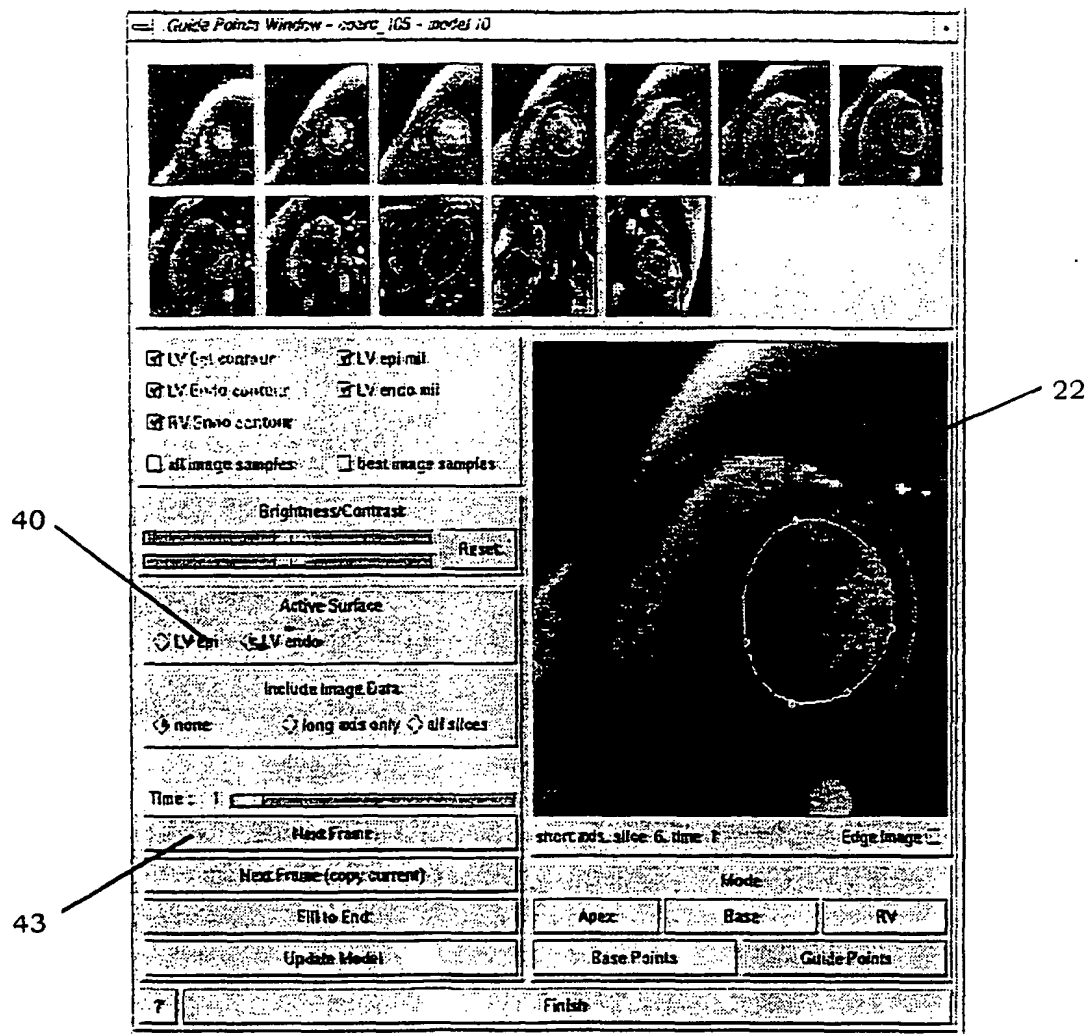 Guide Points Window - coarc_105 - model 10
LV Epi contour
LV epi mil
LV Endo contour
LV endo mil
RV Endo contour
all image samples
best image samples
22
40
Brightness/Contrast
Reset
Active Surface
LV epi
LV endo
Include Image Data
none
long axis only
all slices
Time : 1
43
Next Frame
short axis, slice: 6, time: 1
Edge Image
Next Frame (copy current)
Mode
Fill to End
Apex
Base
RV
Update Model
Base Points
Guide Points
?
Finish